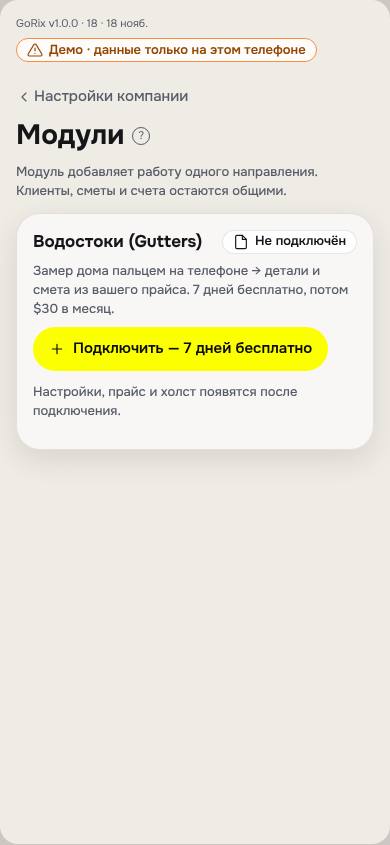 GoRix v1.0.0 · 18 · 18 нояб.
Демо · данные только на этом телефоне
Настройки компании
Модули ?
Модуль добавляет работу одного направления.
Клиенты, сметы и счета остаются общими.
Водостоки (Gutters) Не подключён
Замер дома пальцем на телефоне → детали и
смета из вашего прайса. 7 дней бесплатно, потом
$30 в месяц.
Подключить — 7 дней бесплатно
Настройки, прайс и холст появятся после
подключения.